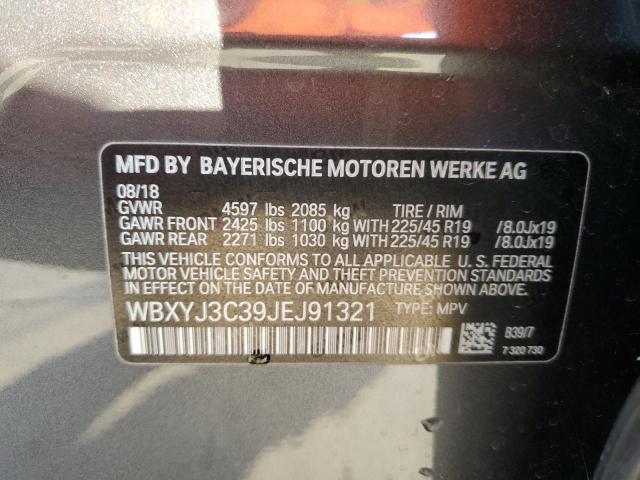 MFD BY BAYERISCHE MOTOREN WERKE AG
08/18
GVWR 4597 lbs 2085 kg TIRE / RIM
GAWR FRONT 2425 lbs 1100 kg WITH 225/45 R19 /8.0Jx19
GAWR REAR 2271 lbs 1030 kg WITH 225/45 R19 /8.0Jx19
THIS VEHICLE CONFORMS TO ALL APPLICABLE U. S. FEDERAL
MOTOR VEHICLE SAFETY, BUMPER, AND THEFT PREVENTION STANDARDS
IN EFFECT ON THE DATE OF MANUFACTURE SHOWN ABOVE.
WBXYJ3C39JEJ91321 TYPE: MPV
B39/7
7 320 730